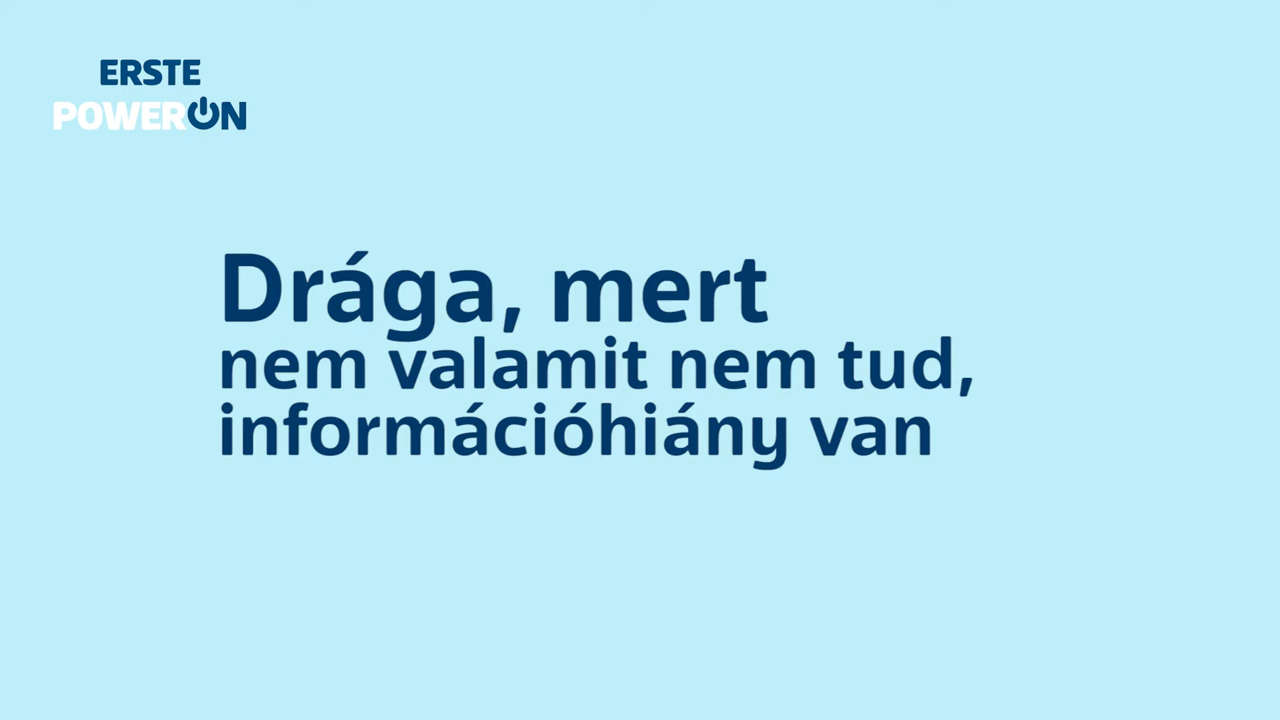 ERSTE
POWERON
Drága, mert
nem valamit nem tud,
információhiány van